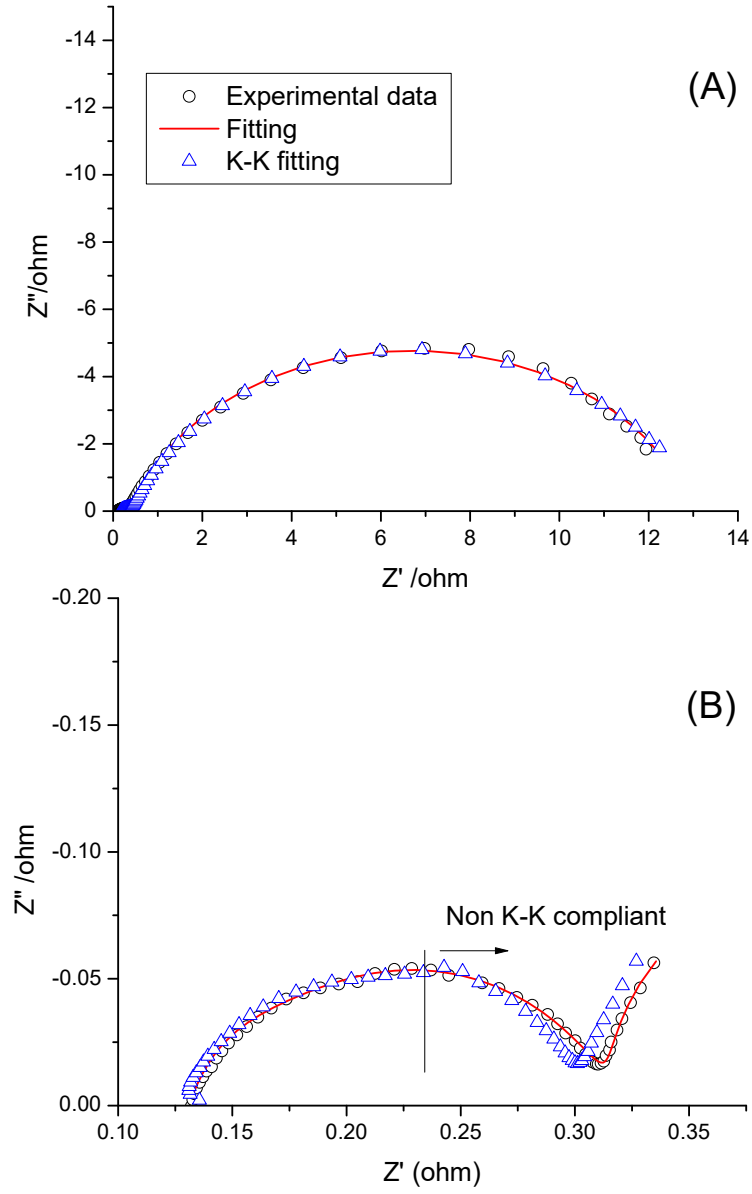 -14
(A)
Experimental data
Fitting
K-K fitting
-12
-10
-8
-6
-4
-2
0
Z"/ohm
0 2 4 6 8 10 12 14
Z' /ohm
-0.20
(B)
-0.15
-0.10
Non K-K compliant
-0.05
0.00
Z" /ohm
0.10 0.15 0.20 0.25 0.30 0.35
Z' (ohm)